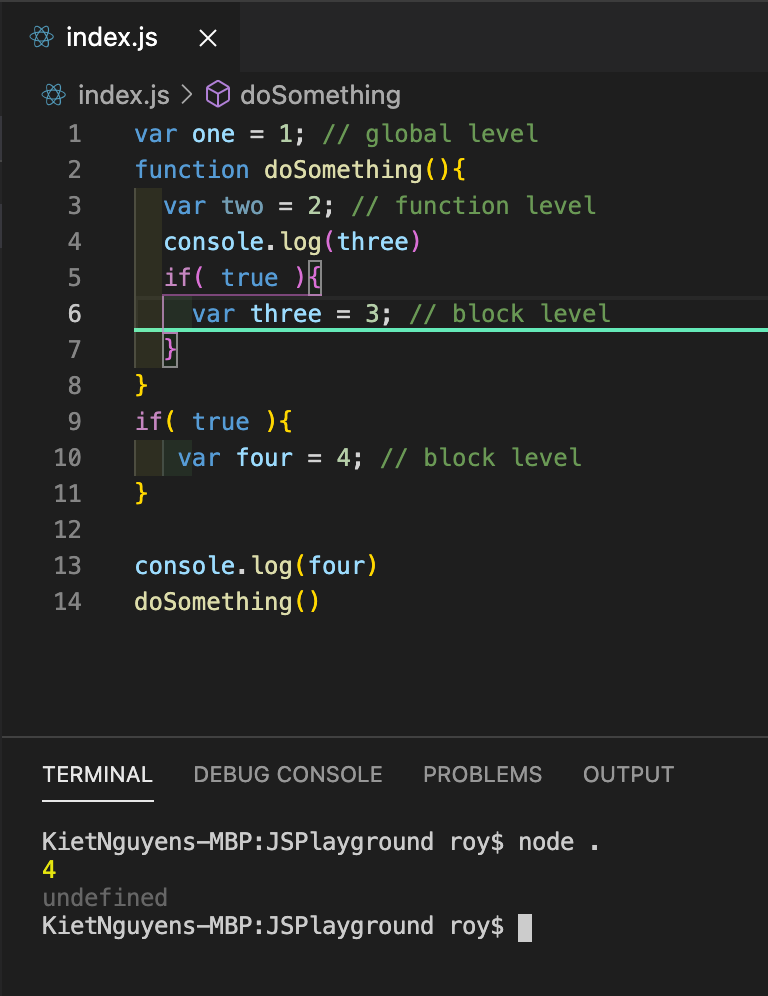 index.js ×
index.js > doSomething
1 var one = 1; // global level
2 function doSomething(){
3 var two = 2; // function level
4 console.log(three)
5 if( true ){
6 var three = 3; // block level
7 }
8 }
9 if( true ){
10 var four = 4; // block level
11 }
12
13 console.log(four)
14 doSomething()
TERMINAL DEBUG CONSOLE PROBLEMS OUTPUT
KietNguyens-MBP:JSPlayground roy$ node .
4
undefined
KietNguyens-MBP:JSPlayground roy$